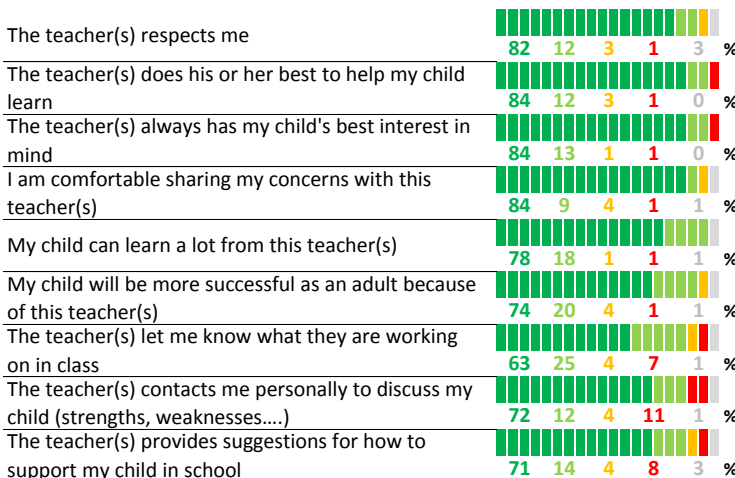 The teacher(s) respects me
82 12 3 1 3 %
The teacher(s) does his or her best to help my child
learn
84 12 3 1 0 %
The teacher(s) always has my child's best interest in
mind
84 13 1 1 0 %
I am comfortable sharing my concerns with this
teacher(s)
84 9 4 1 1 %
My child can learn a lot from this teacher(s)
78 18 1 1 1 %
My child will be more successful as an adult because
of this teacher(s)
74 20 4 1 1 %
The teacher(s) let me know what they are working
on in class
63 25 4 7 1 %
The teacher(s) contacts me personally to discuss my
child (strengths, weaknesses....)
72 12 4 11 1 %
The teacher(s) provides suggestions for how to
support my child in school
71 14 4 8 3 %